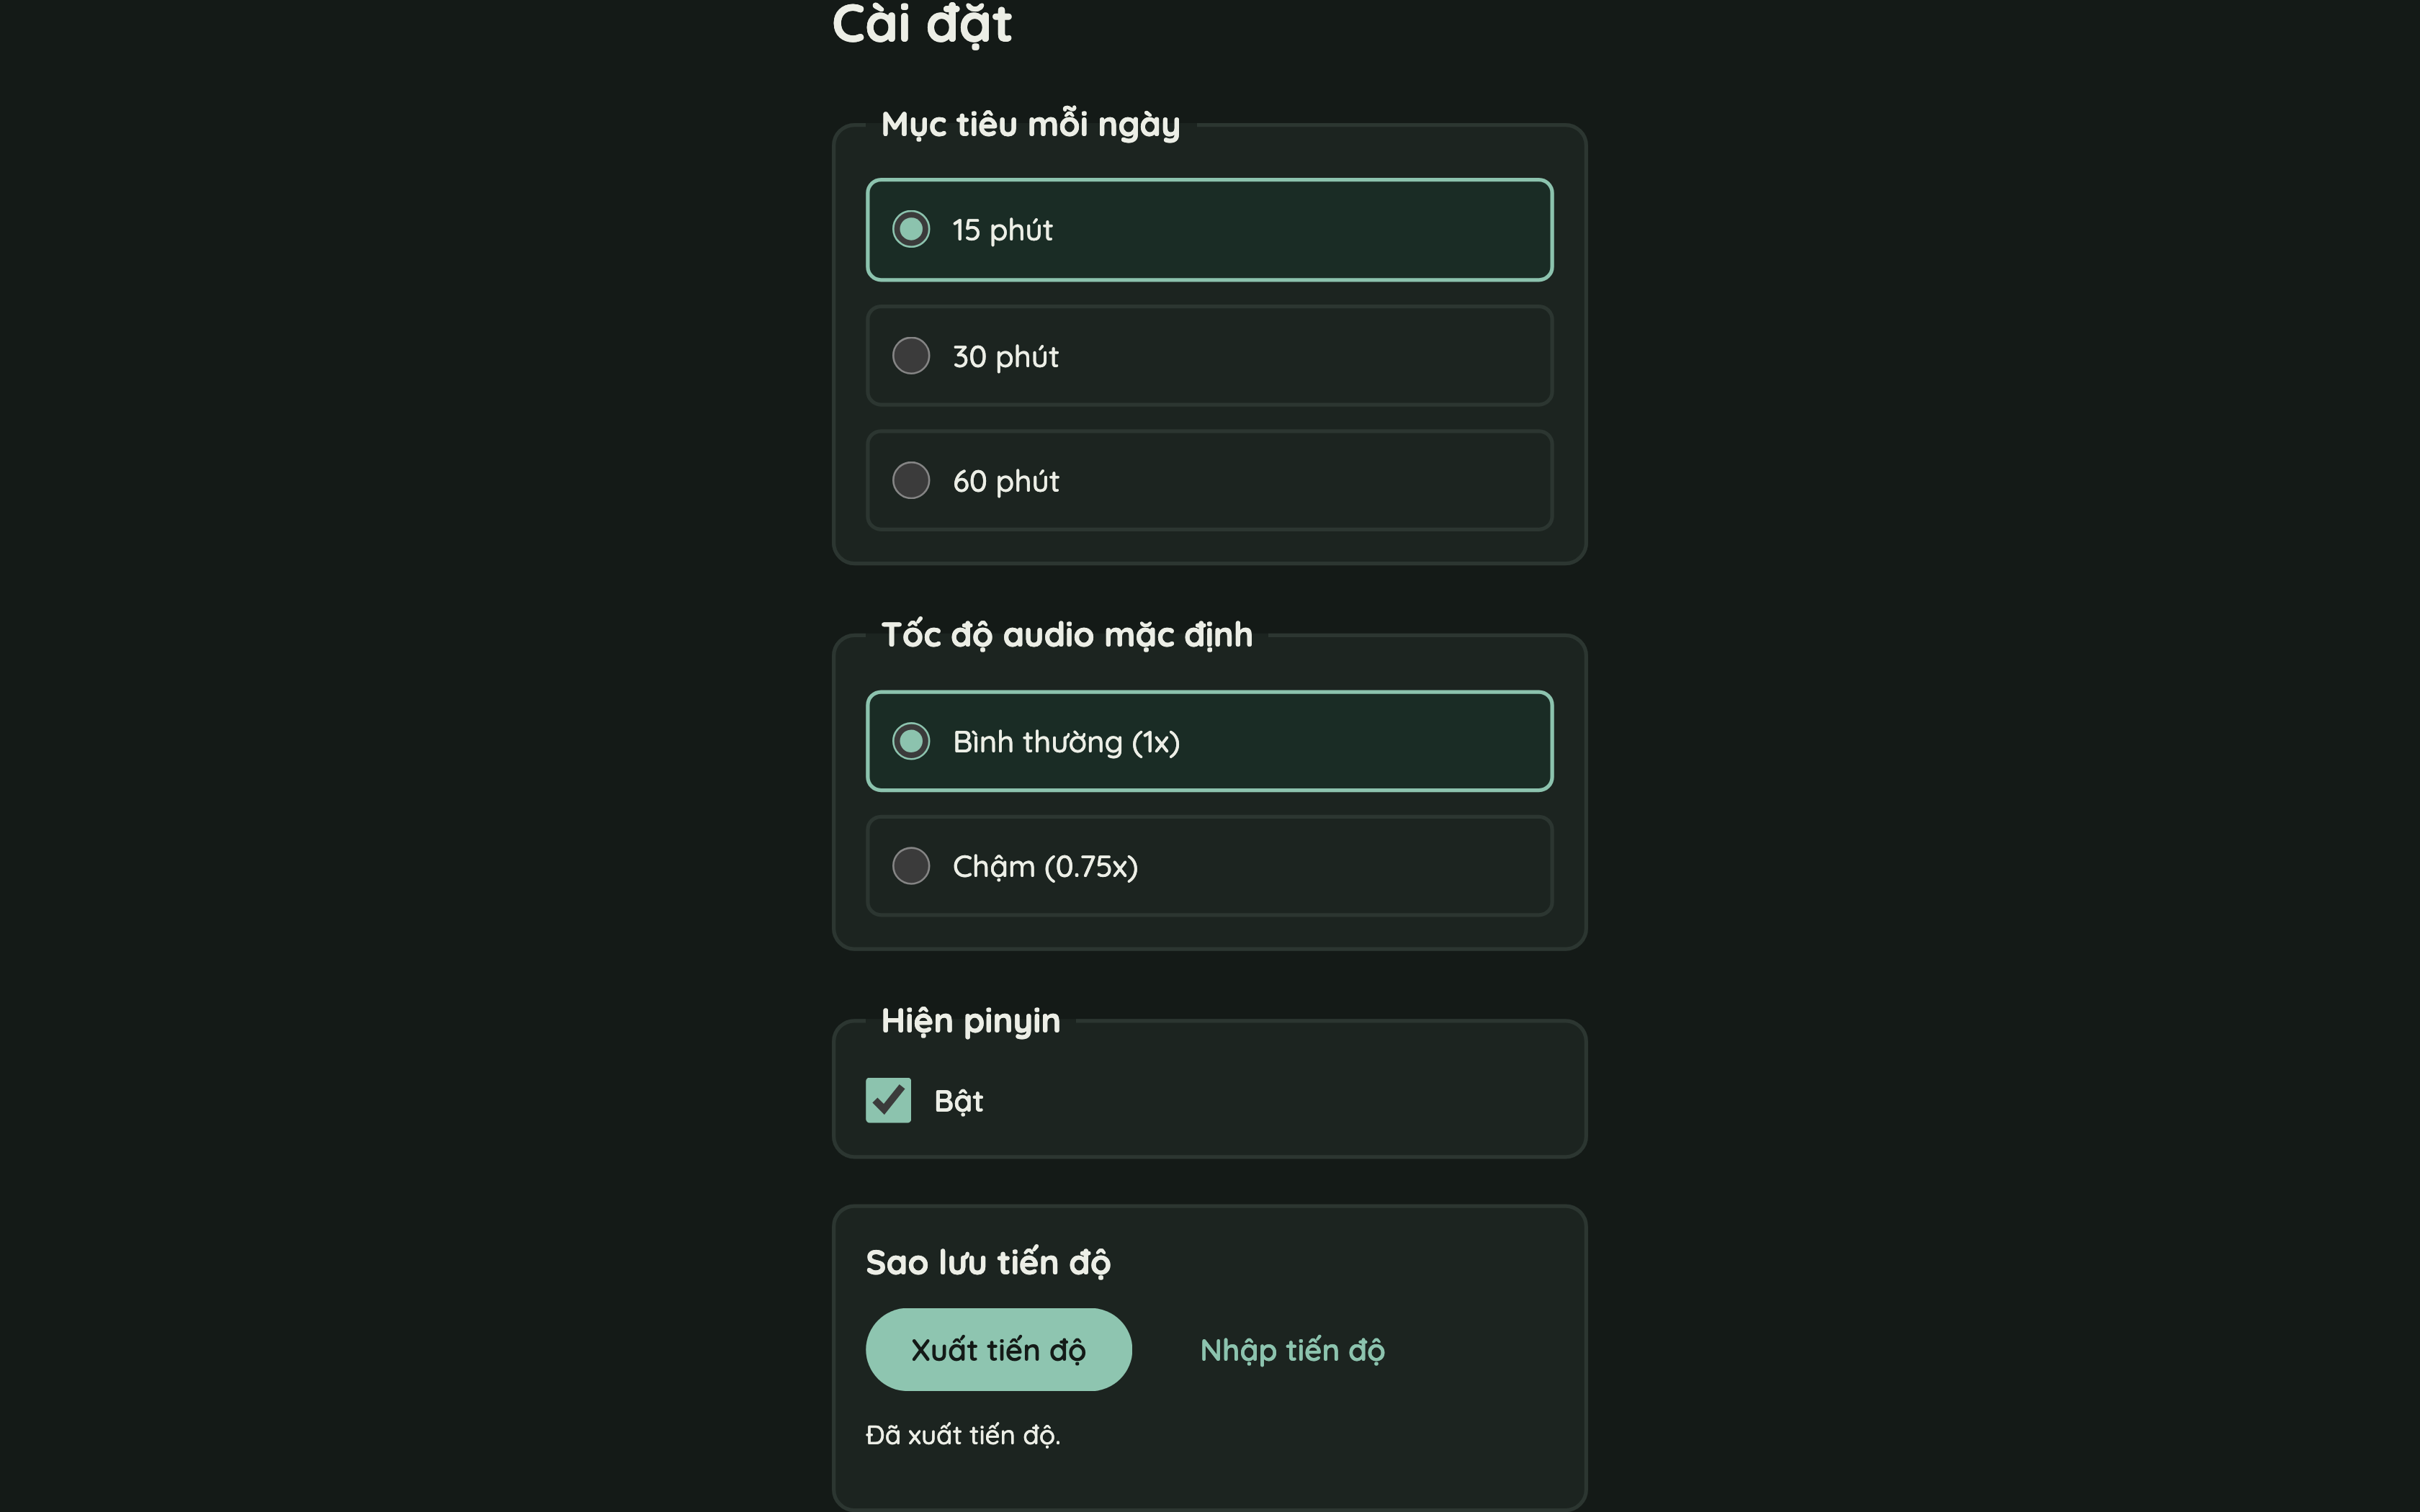 Cài đặt
Mục tiêu mỗi ngày
15 phút
30 phút
60 phút
Tốc độ audio mặc định
Bình thường (1x)
Chậm (0.75x)
Hiện pinyin
Bật
Sao lưu tiến độ
Xuất tiến độ
Nhập tiến độ
Đã xuất tiến độ.